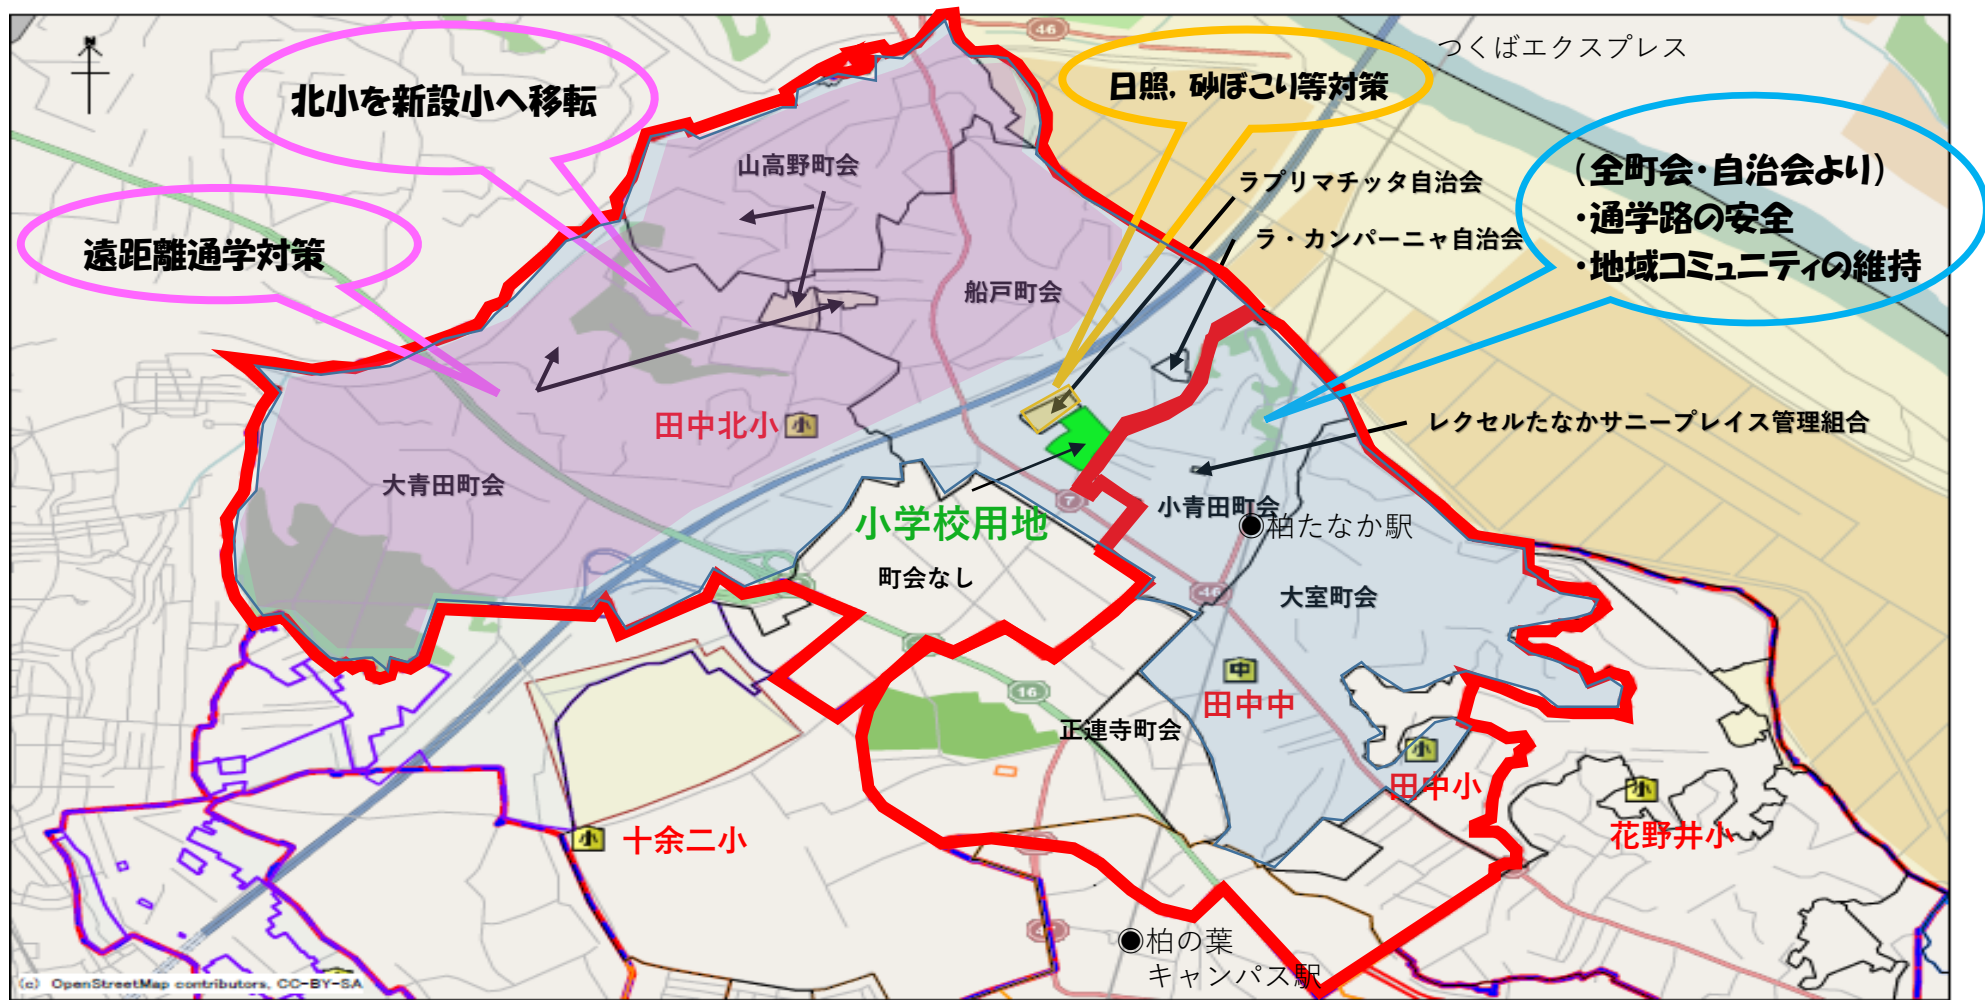 N
46
つくばエクスプレス
北小を新設小へ移転
日照，砂ぼこり等対策
(全町会・自治会より)
・通学路の安全
・地域コミュニティの維持
山高野町会
ラプリマチッタ自治会
遠距離通学対策
ラ・カンパーニャ自治会
船戸町会
田中北小
小
レクセルたなかサニープレイス管理組合
大青田町会
7
小青田町会
小学校用地
柏たなか駅
町会なし
46
大室町会
中
16
田中中
正連寺町会
小
田中小
小
花野井小
小
十余二小
柏の葉
キャンパス駅
(c) OpenStreetMap contributors, CC-BY-SA